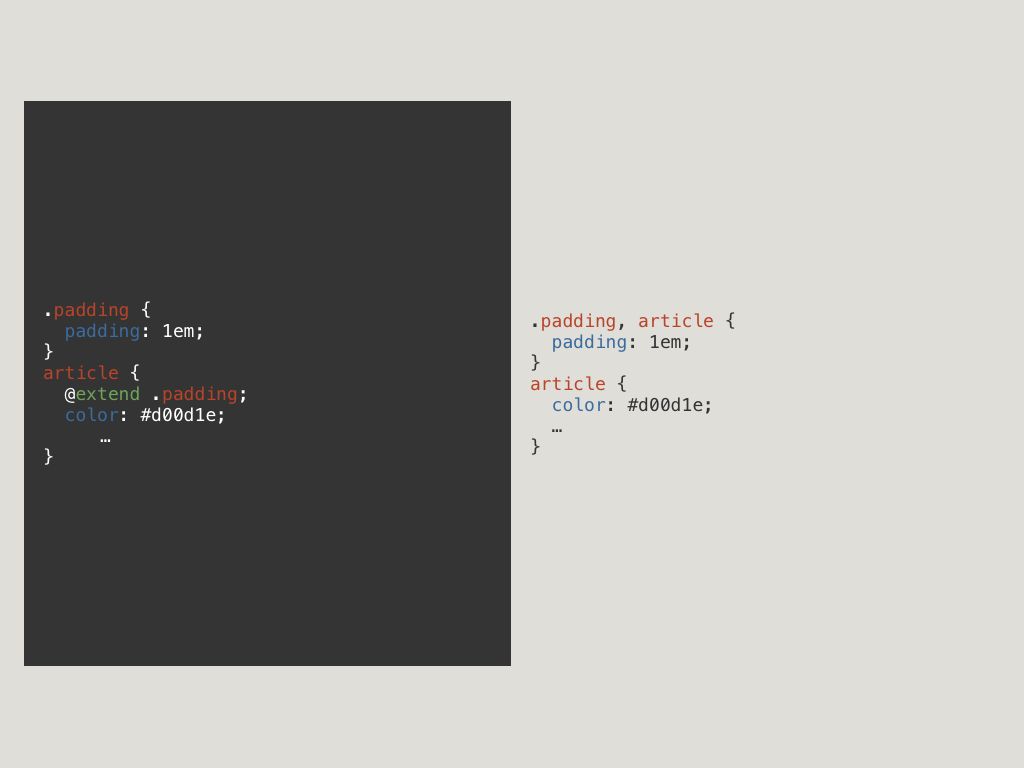 .padding {
  padding: 1em;
}
article {
  @extend .padding;
  color: #d00d1e;
     …
}
.padding, article {
  padding: 1em;
}
article {
  color: #d00d1e;
  …
}